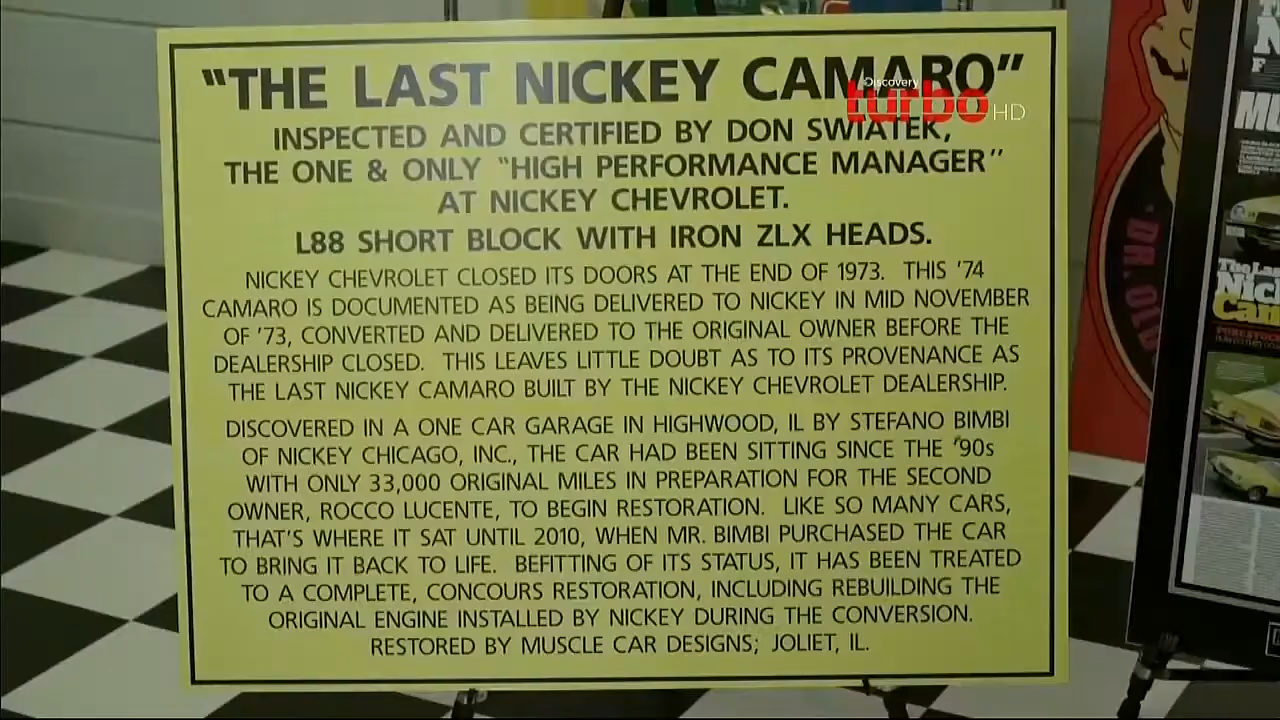 "THE LAST NICKEY CAMARO"
Discovery
turbo HD
INSPECTED AND CERTIFIED BY DON SWIATEK,
THE ONE & ONLY "HIGH PERFORMANCE MANAGER"
AT NICKEY CHEVROLET.
L88 SHORT BLOCK WITH IRON ZLX HEADS.
NICKEY CHEVROLET CLOSED ITS DOORS AT THE END OF 1973. THIS '74
CAMARO IS DOCUMENTED AS BEING DELIVERED TO NICKEY IN MID NOVEMBER
OF '73, CONVERTED AND DELIVERED TO THE ORIGINAL OWNER BEFORE THE
DEALERSHIP CLOSED. THIS LEAVES LITTLE DOUBT AS TO ITS PROVENANCE AS
THE LAST NICKEY CAMARO BUILT BY THE NICKEY CHEVROLET DEALERSHIP.
DISCOVERED IN A ONE CAR GARAGE IN HIGHWOOD, IL BY STEFANO BIMBI
OF NICKEY CHICAGO, INC., THE CAR HAD BEEN SITTING SINCE THE '90s
WITH ONLY 33,000 ORIGINAL MILES IN PREPARATION FOR THE SECOND
OWNER, ROCCO LUCENTE, TO BEGIN RESTORATION. LIKE SO MANY CARS,
THAT'S WHERE IT SAT UNTIL 2010, WHEN MR. BIMBI PURCHASED THE CAR
TO BRING IT BACK TO LIFE. BEFITTING OF ITS STATUS, IT HAS BEEN TREATED
TO A COMPLETE, CONCOURS RESTORATION, INCLUDING REBUILDING THE
ORIGINAL ENGINE INSTALLED BY NICKEY DURING THE CONVERSION.
RESTORED BY MUSCLE CAR DESIGNS; JOLIET, IL.
DR.
The